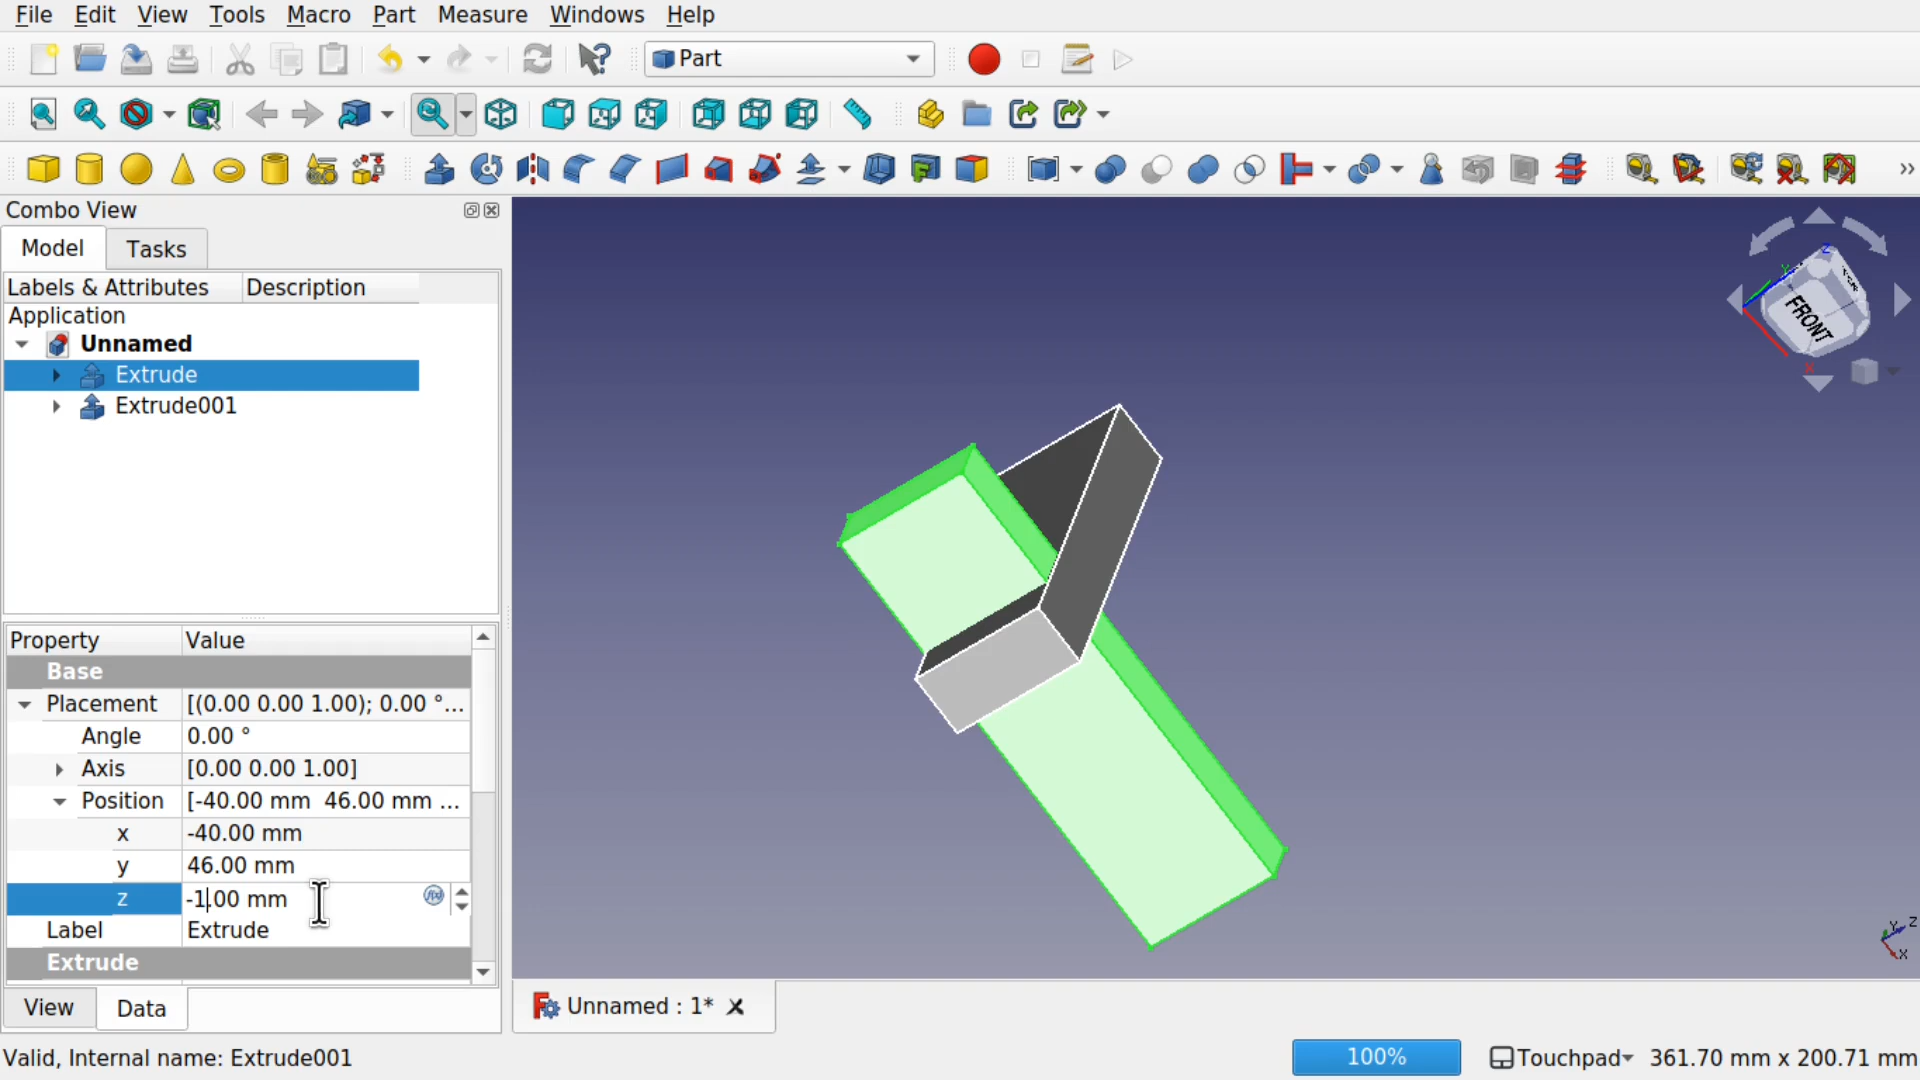 File Edit View Tools Macro Part Measure Windows Help
Part
Combo View
Model Tasks
Labels & Attributes Description
Application
Unnamed
Extrude
Extrude001
Property Value
Base
Placement [(0.00 0.00 1.00); 0.00 °...
Angle 0.00 °
Axis [0.00 0.00 1.00]
Position [-40.00 mm 46.00 mm ...
x -40.00 mm
y 46.00 mm
z -1.00 mm
Label Extrude
Extrude
View Data
Z
Y
X
FRONT
Y Z
X
Unnamed : 1*
Valid, Internal name: Extrude001
100%
Touchpad 361.70 mm x 200.71 mm